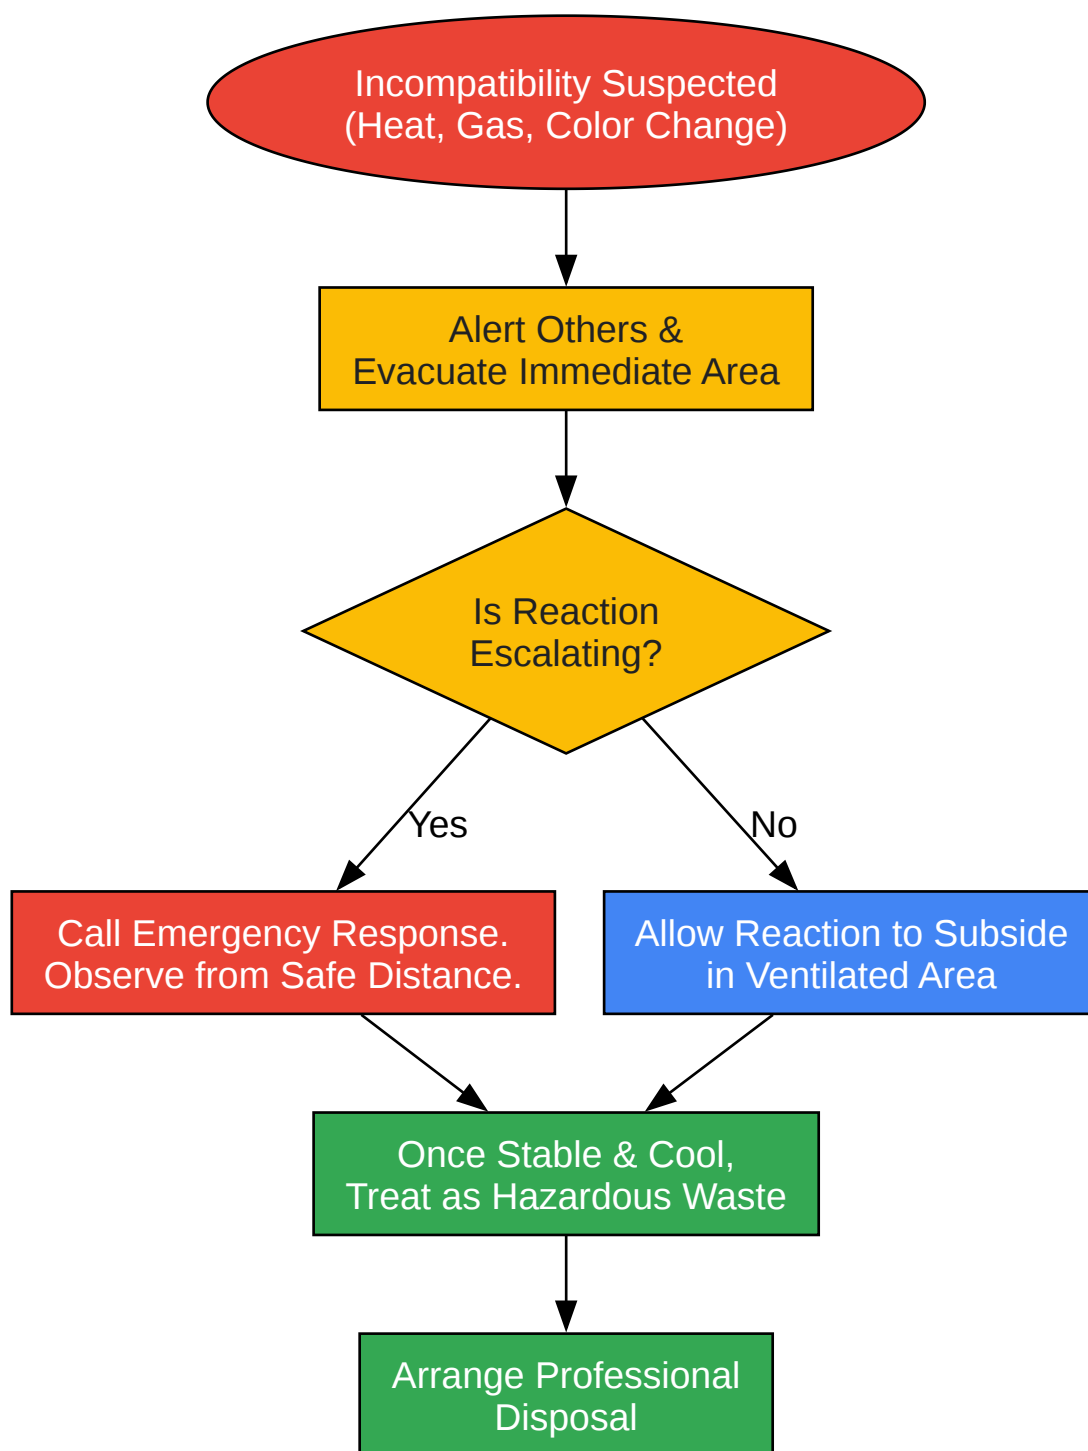 Incompatibility Suspected
(Heat, Gas, Color Change)
Alert Others &
Evacuate Immediate Area
Is Reaction
Escalating?
Yes
No
Call Emergency Response.
Observe from Safe Distance.
Allow Reaction to Subside
in Ventilated Area
Once Stable & Cool,
Treat as Hazardous Waste
Arrange Professional
Disposal